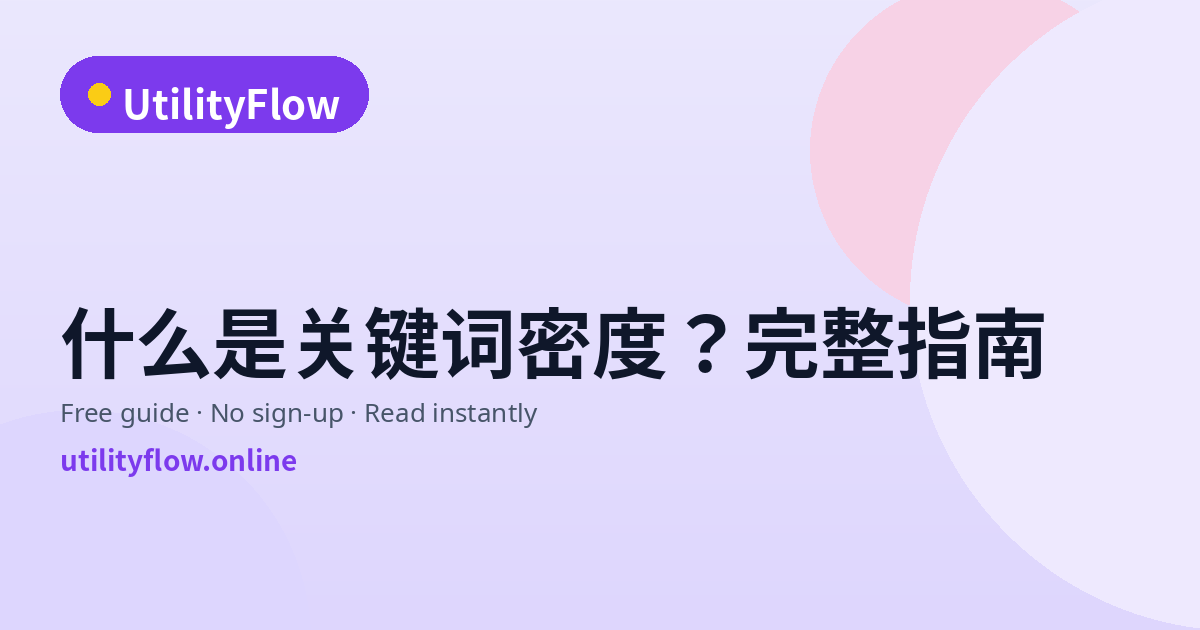 UtilityFlow
什么是关键词密度？完整指南
Free guide · No sign-up · Read instantly
utilityflow.online